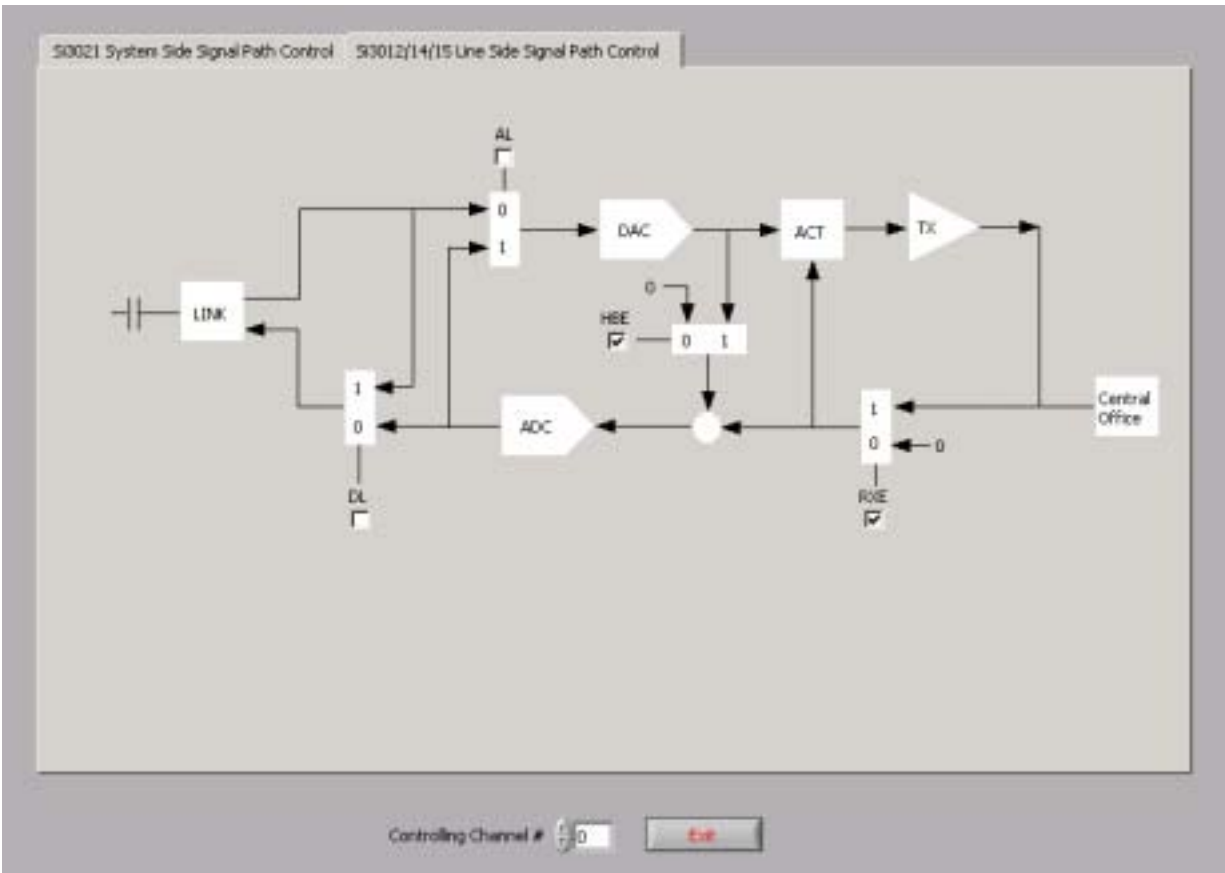 Si3021 System Side Signal Path Control
Si3012/14/15 Line Side Signal Path Control
AL
0
1
DAC
ACT
TX
LINK
0
HBE
0 1
1
0
ADC
1
0
0
Central
Office
DL
RXE
Controlling Channel # 0
Exit